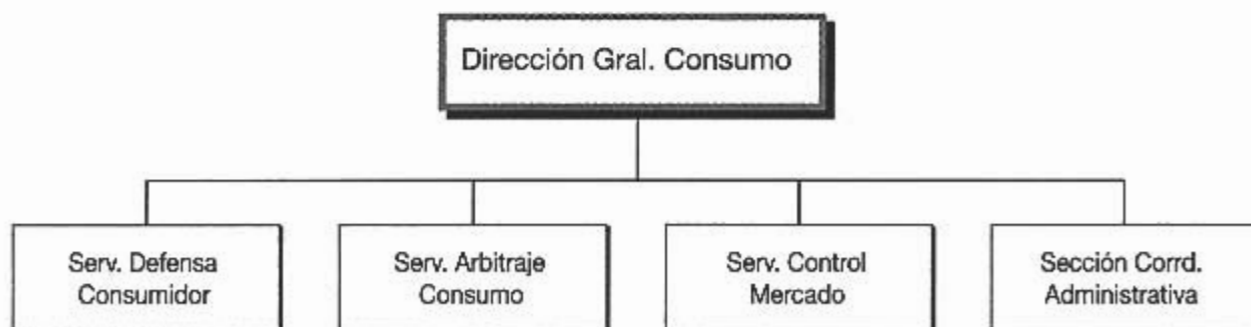 Dirección Gral. Consumo
Serv. Defensa
Consumidor
Serv. Arbitraje
Consumo
Serv. Control
Mercado
Sección Corrd.
Administrativa